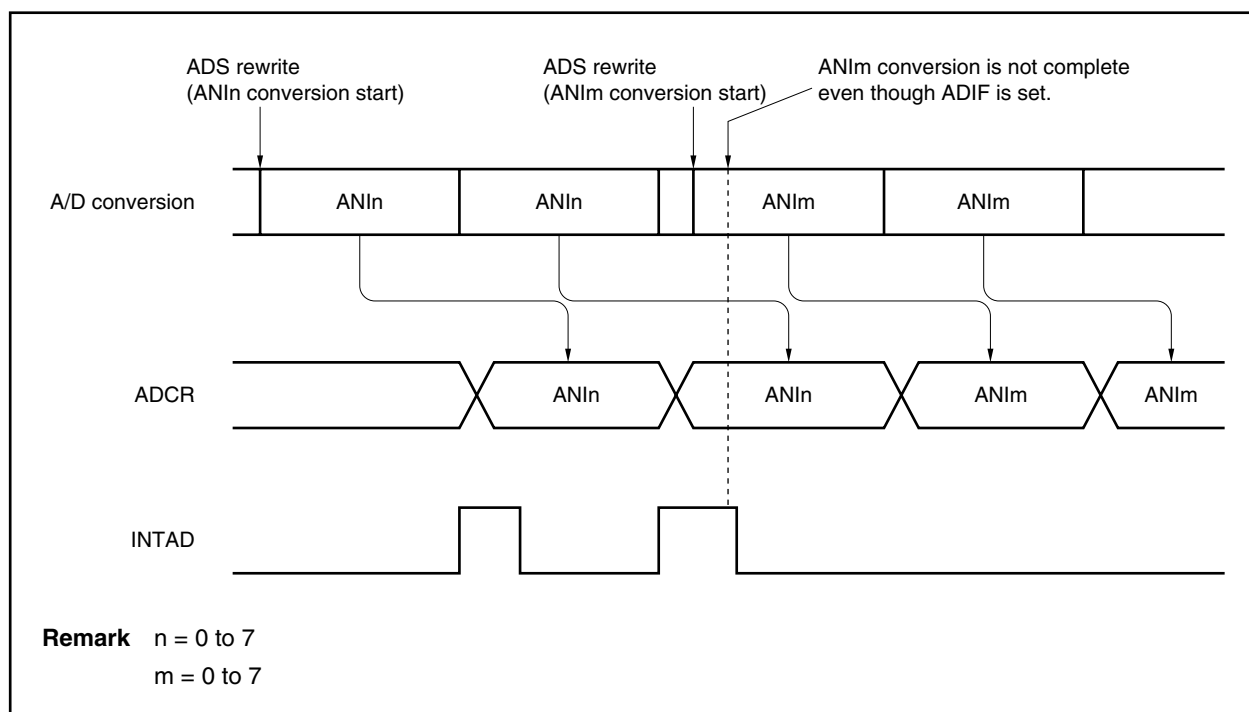 ADS rewrite
(ANIn conversion start)
ADS rewrite
(ANIm conversion start)
ANIm conversion is not complete
even though ADIF is set.
A/D conversion
ANIn
ANIn
ANIm
ANIm
ADCR
ANIn
ANIn
ANIm
ANIm
INTAD
Remark n = 0 to 7
m = 0 to 7